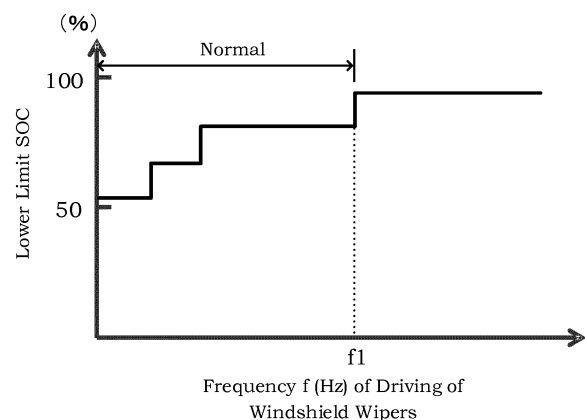 (%)
Normal
100
50
Lower Limit SOC
f1
Frequency f (Hz) of Driving of
Windshield Wipers